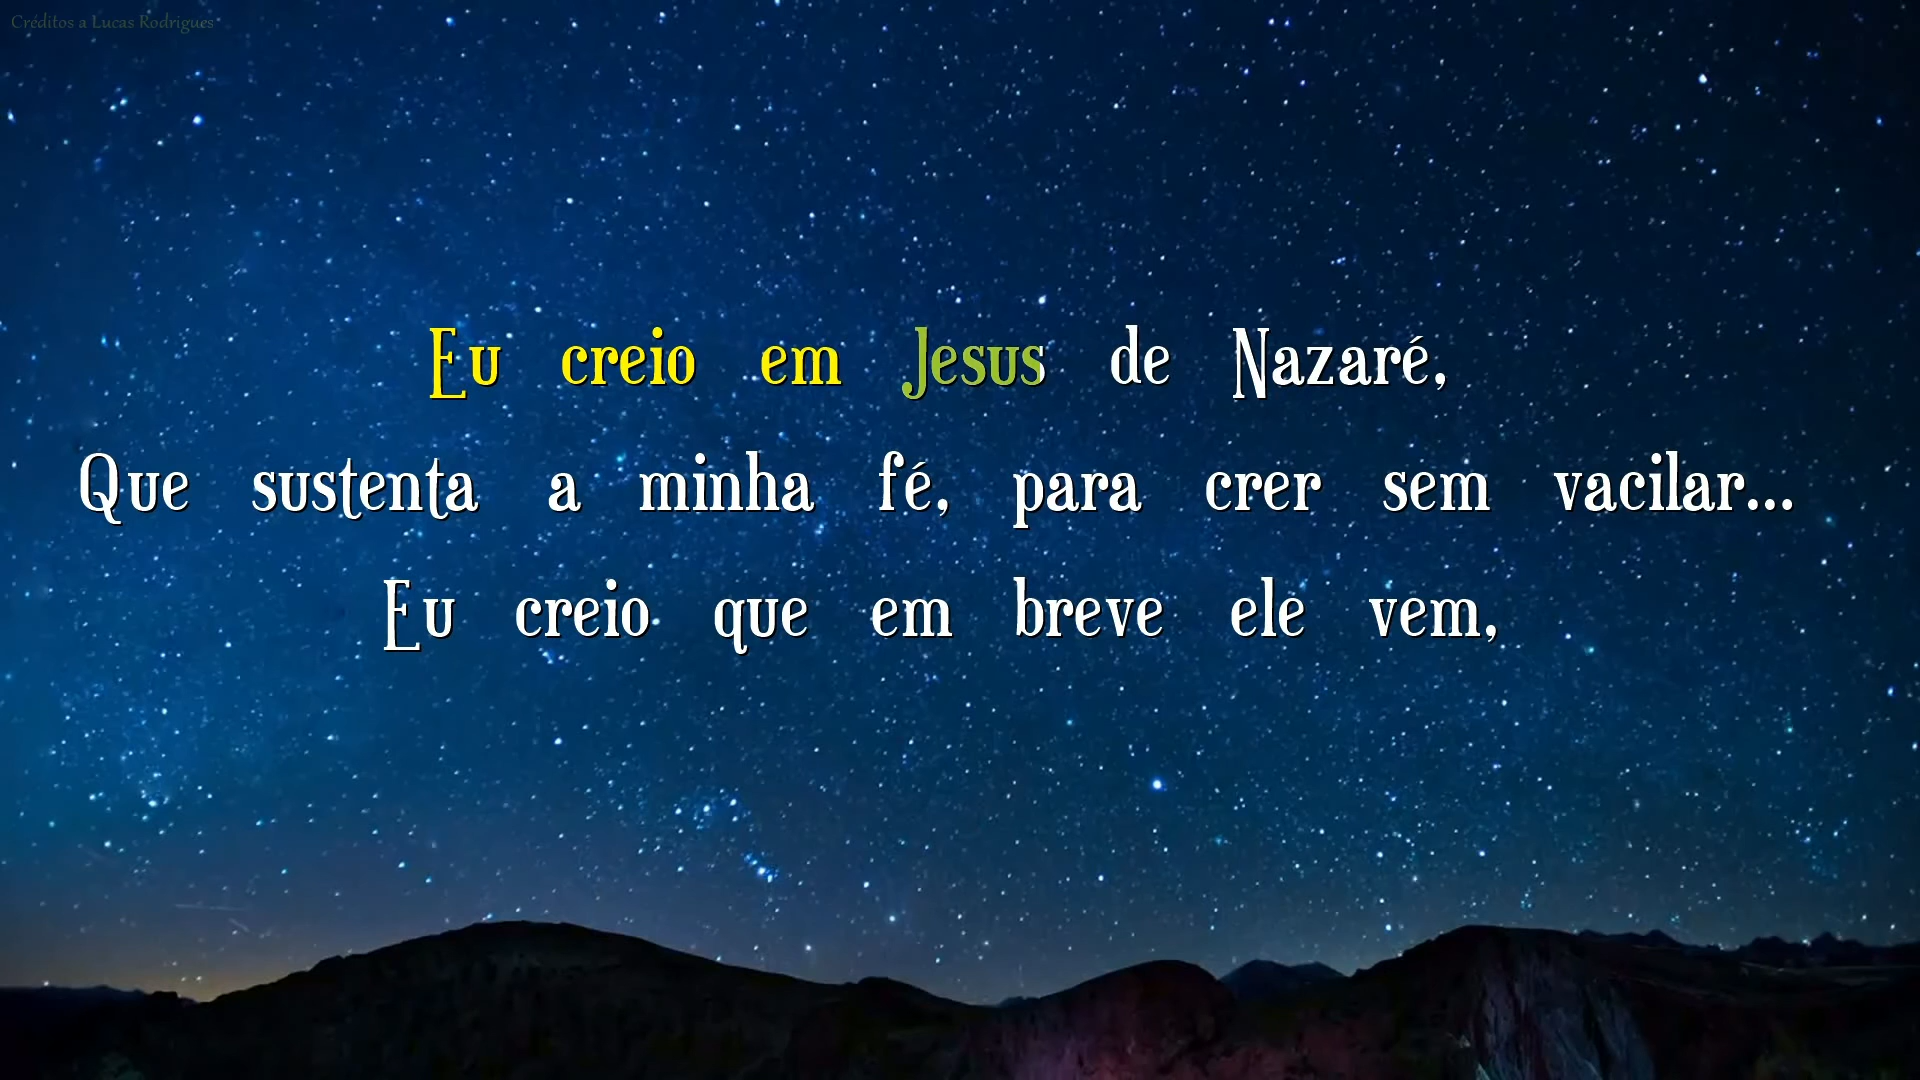 Créditos a Lucas Rodrigues
Eu creio em Jesus de Nazaré,
Que sustenta a minha fé, para crer sem vacilar...
Eu creio que em breve ele vem,